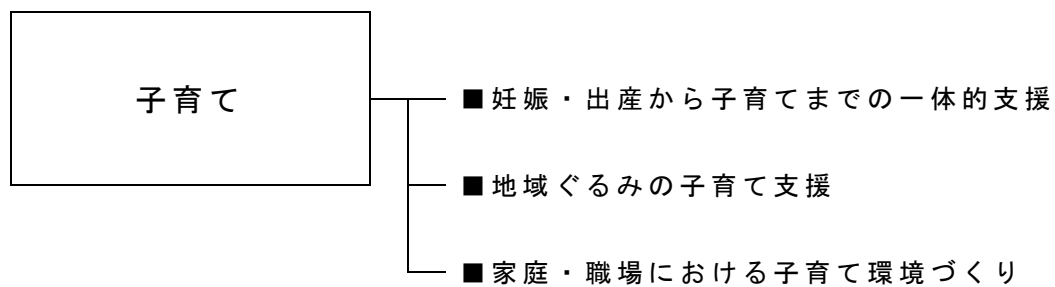 子育て
■妊娠・出産から子育てまでの一体的支援
■地域ぐるみの子育て支援
■家庭・職場における子育て環境づくり